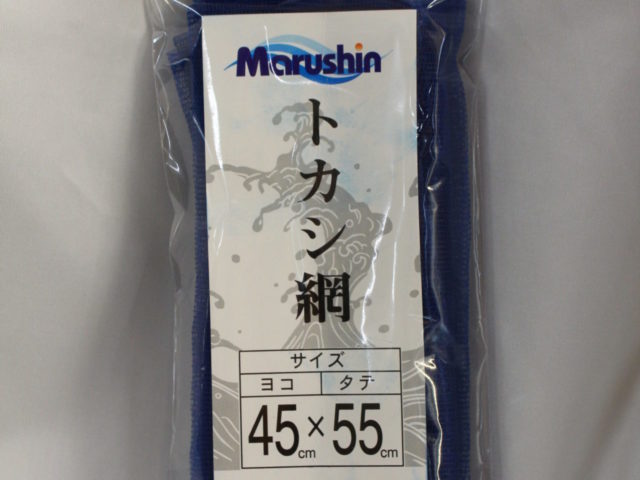 Marushin
トカシ網
サイズ
ヨコ タテ
45cm×55cm